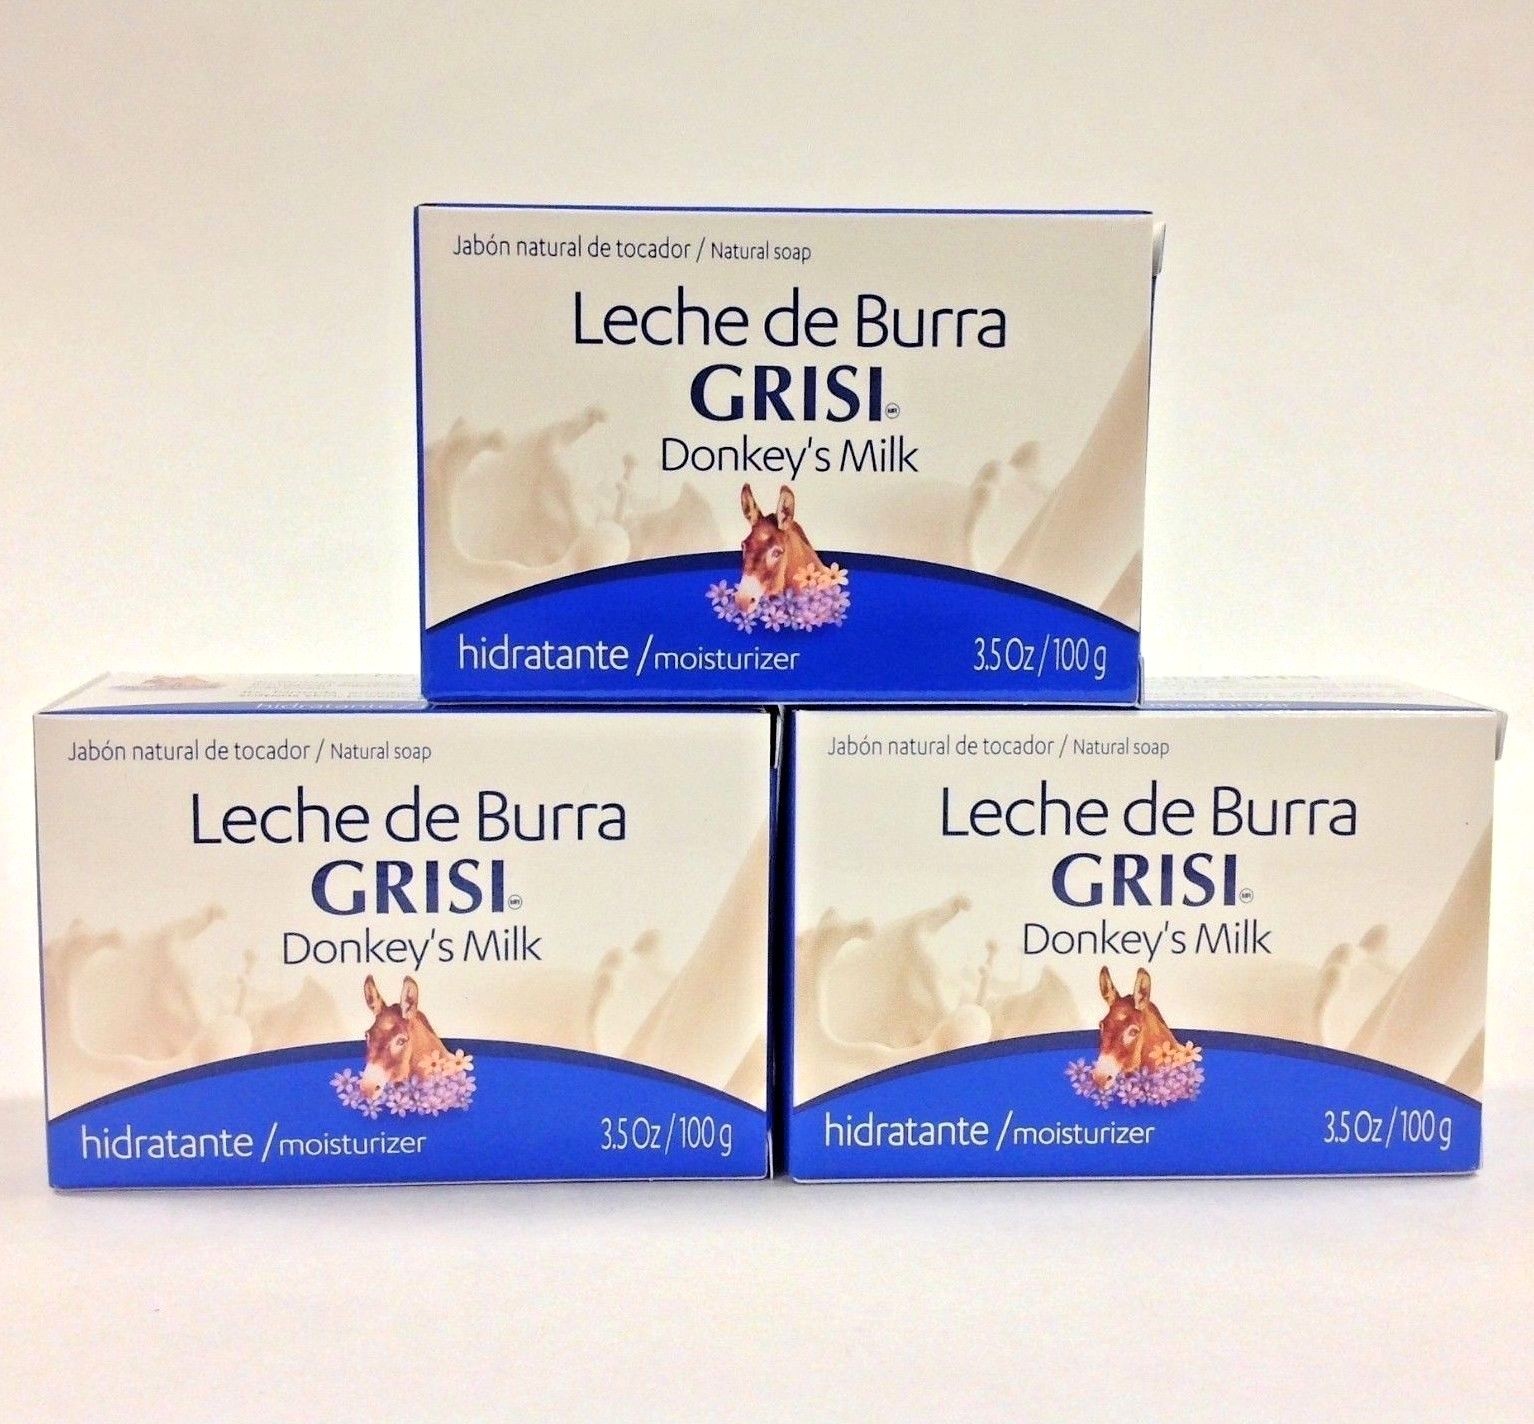 Jabón natural de tocador / Natural soap
Leche de Burra
GRISI
Donkey's Milk
hidratante / moisturizer
3.5 Oz / 100 g
hidratante
Jabón natural de tocador / Natural soap
Leche de Burra
GRISI
Donkey's Milk
hidratante / moisturizer
3.5 Oz / 100 g
Jabón natural de tocador / Natural soap
Leche de Burra
GRISI
Donkey's Milk
hidratante / moisturizer
3.5 Oz / 100 g